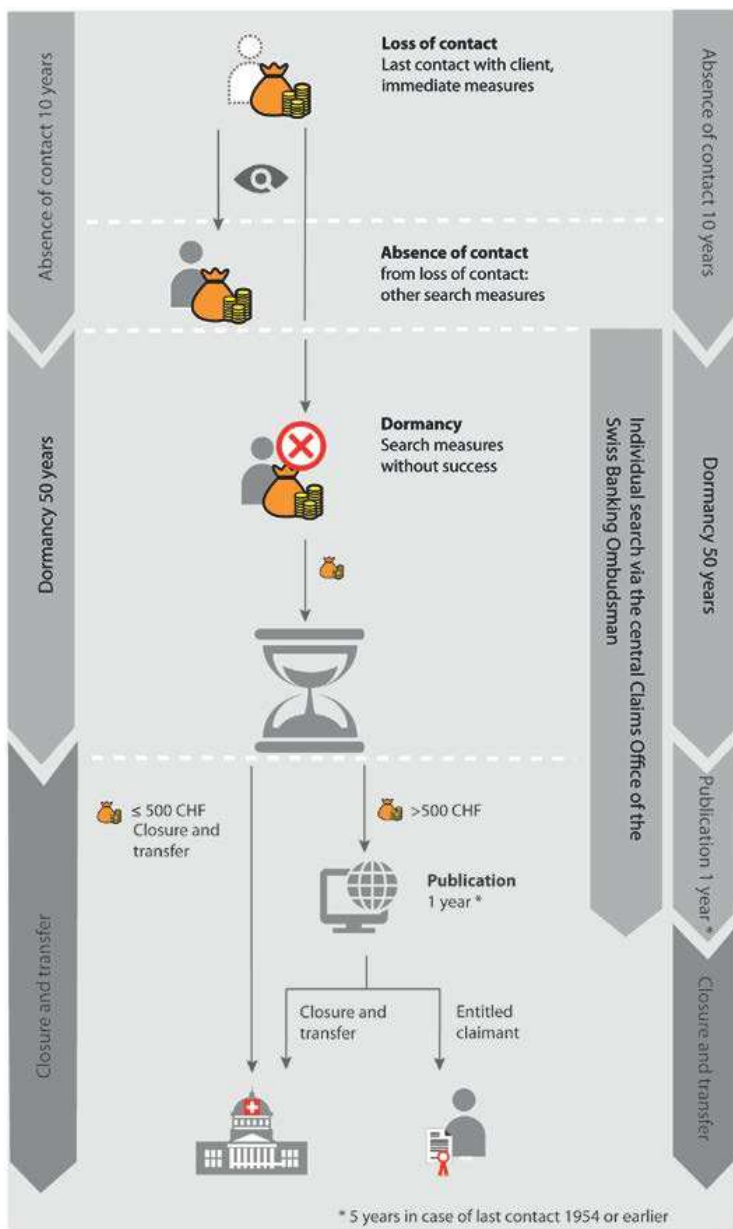 Absence of contact 10 years
Dormancy 50 years
Closure and transfer
Loss of contact
Last contact with client,
immediate measures
Absence of contact
from loss of contact:
other search measures
Dormancy
Search measures
without success
≤ 500 CHF
Closure and
transfer
>500 CHF
Publication
1 year *
Closure and
transfer
Entitled
claimant
Individual search via the central Claims Office of the
Swiss Banking Ombudsman
Absence of contact 10 years
Dormancy 50 years
Publication 1 year *
Closure and transfer
* 5 years in case of last contact 1954 or earlier